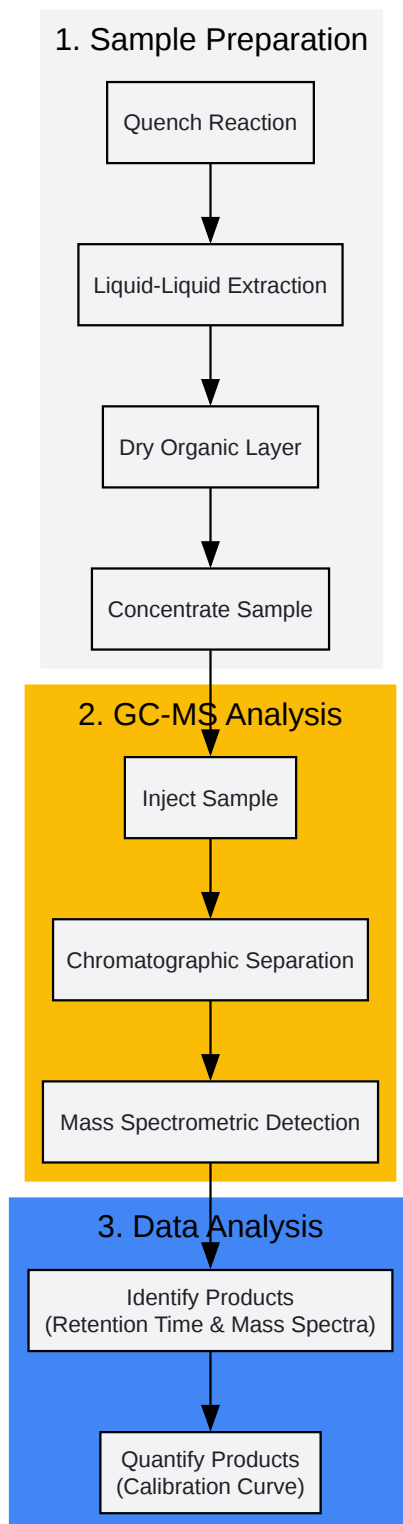 1. Sample Preparation
Quench Reaction
Liquid-Liquid Extraction
Dry Organic Layer
Concentrate Sample
2. GC-MS Analysis
Inject Sample
Chromatographic Separation
Mass Spectrometric Detection
3. Data Analysis
Identify Products
(Retention Time & Mass Spectra)
Quantify Products
(Calibration Curve)